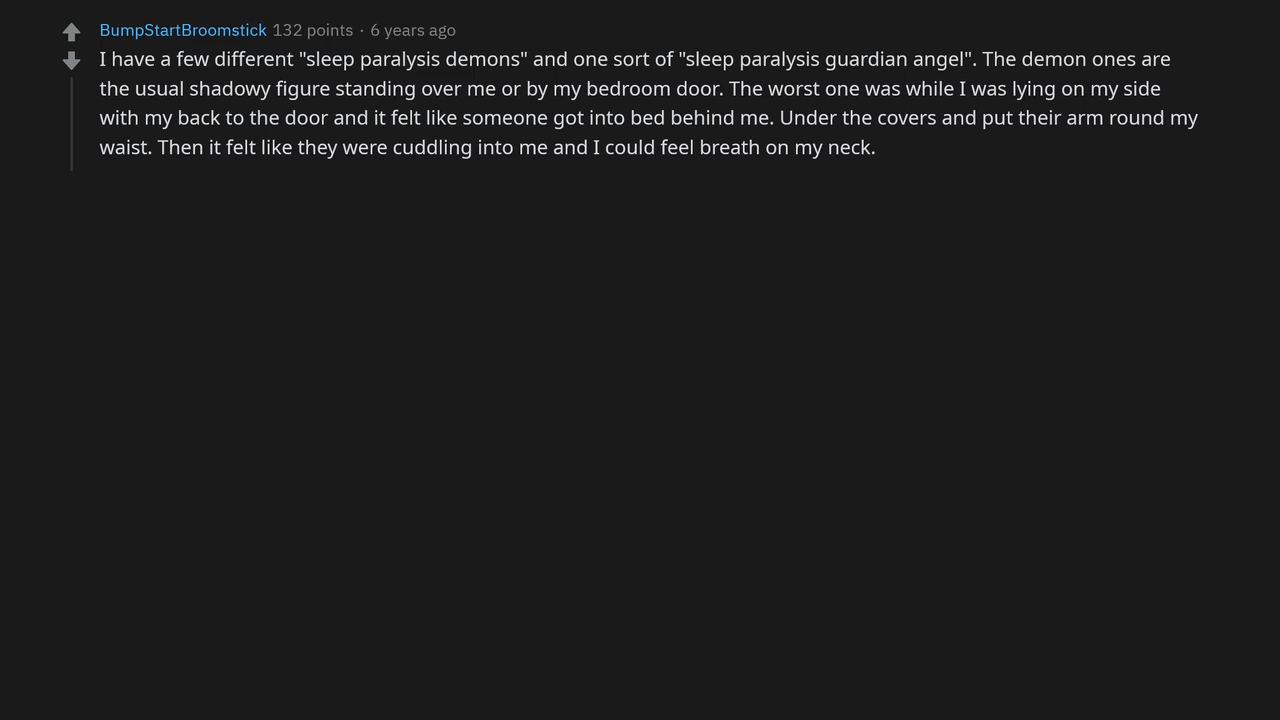 BumpStartBroomstick 132 points · 6 years ago
I have a few different "sleep paralysis demons" and one sort of "sleep paralysis guardian angel". The demon ones are
the usual shadowy figure standing over me or by my bedroom door. The worst one was while I was lying on my side
with my back to the door and it felt like someone got into bed behind me. Under the covers and put their arm round my
waist. Then it felt like they were cuddling into me and I could feel breath on my neck.